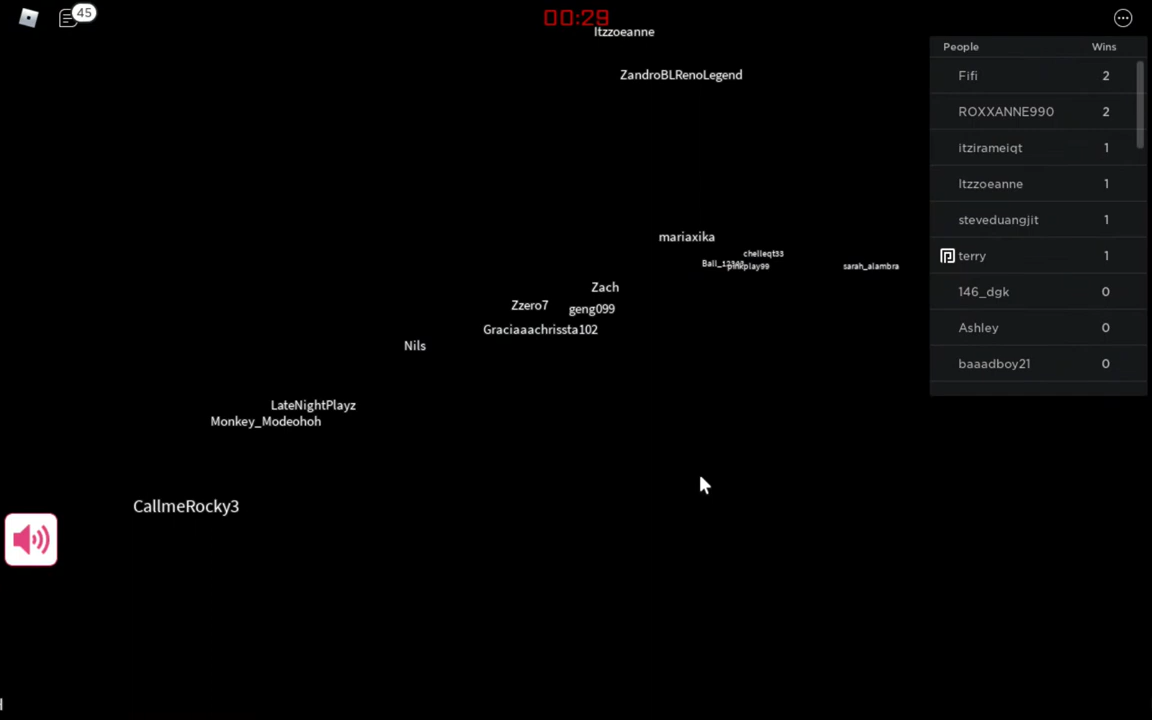 45
00:29
Itzzoeanne
ZandroBLRenoLegend
People Wins
Fifi 2
ROXXANNE990 2
itzirameiqt 1
Itzzoeanne 1
steveduangjit 1
terry 1
146_dgk 0
Ashley 0
baaadboy21 0
mariaxika
chelleqt33
sarah_alambra
Zach
Zzero7
geng099
Graciaaachrissta102
Nils
LateNightPlayz
Monkey_Modeohoh
CallmeRocky3